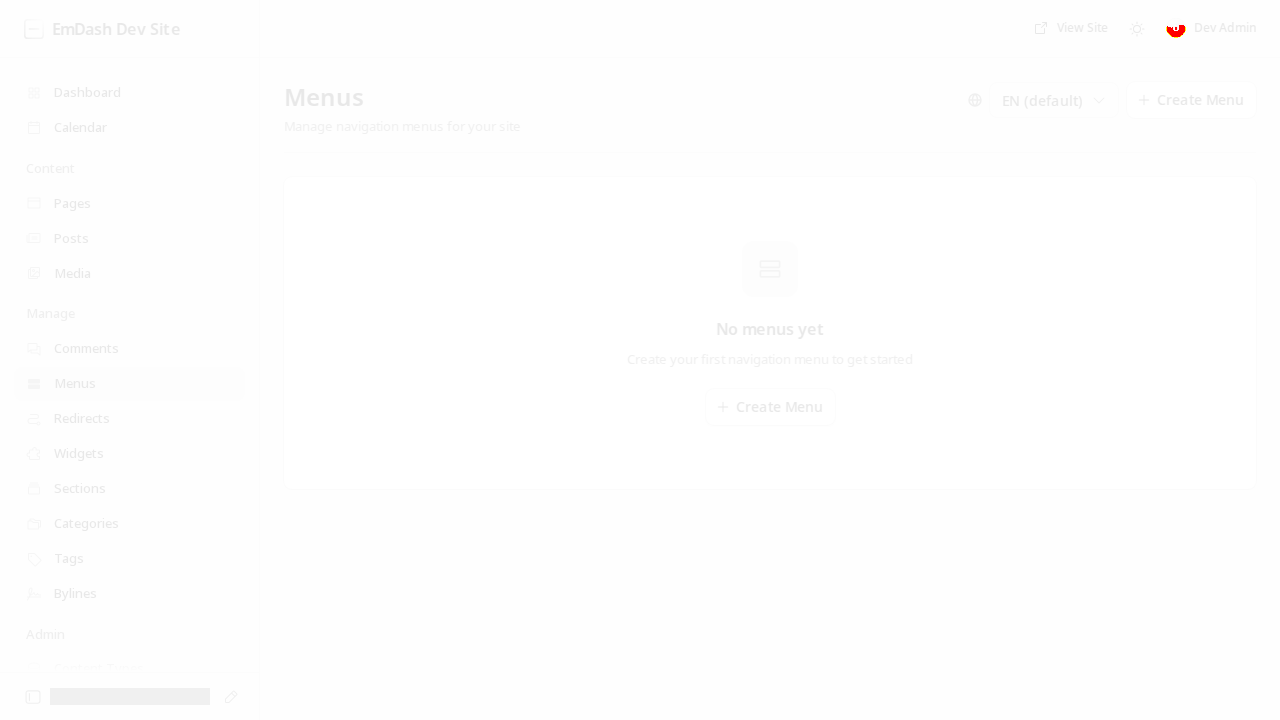 EmDash Dev Site
View Site
Dev Admin
Dashboard
Calendar
Content
Pages
Posts
Media
Manage
Comments
Menus
Redirects
Widgets
Sections
Categories
Tags
Bylines
Admin
Menus
Manage navigation menus for your site
EN (default)
Create Menu
No menus yet
Create your first navigation menu to get started
Create Menu